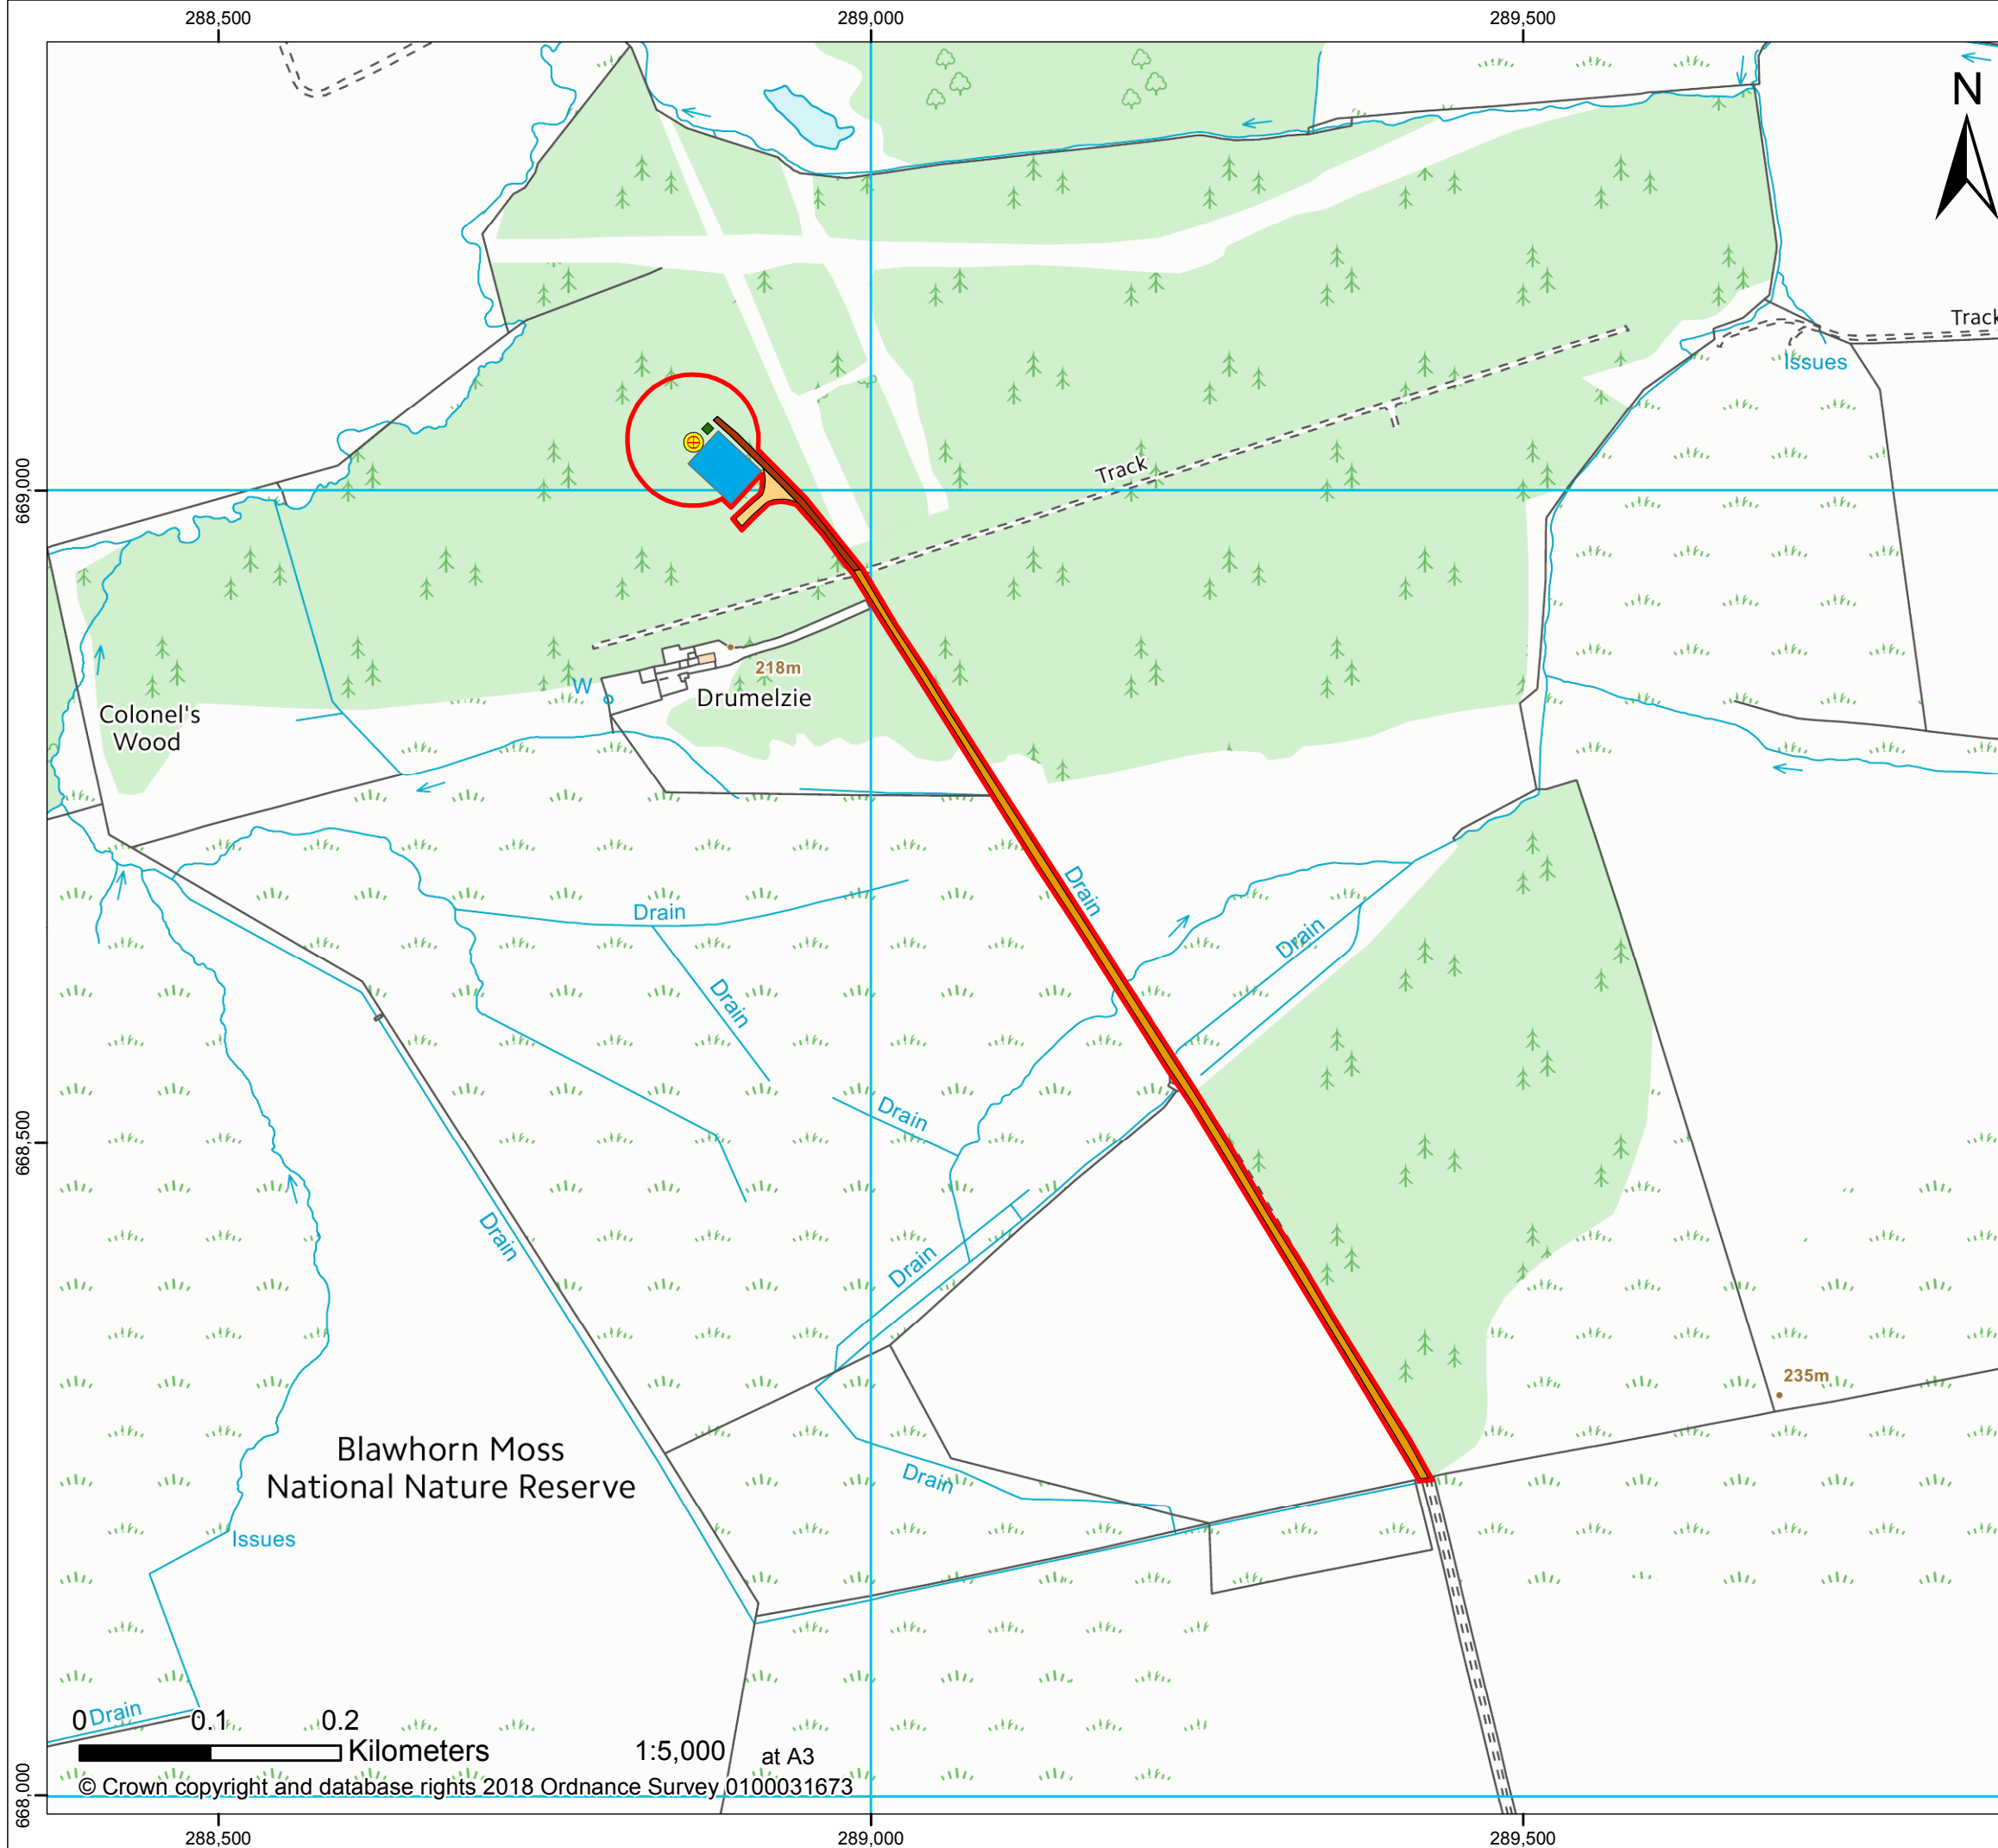 288,500
289,000
289,500
N
Track
Issues
669,000
Track
218m
W
Drumelzie
Colonel's
Wood
Drain
Drain
Drain
Drain
Drain
668,500
Drain
Drain
235m
Blawhorn Moss
National Nature Reserve
Drain
Issues
Drain
0
0.1
0.2
Kilometers
1:5,000
at A3
© Crown copyright and database rights 2018 Ordnance Survey 0100031673
668,000
288,500
289,000
289,500